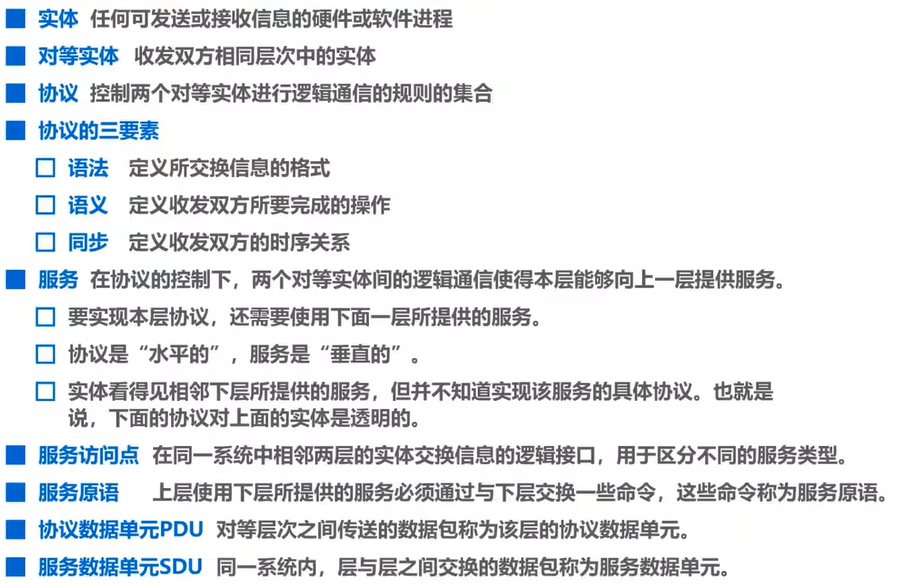 实体 任何可发送或接收信息的硬件或软件进程
对等实体 收发双方相同层次中的实体
协议 控制两个对等实体进行逻辑通信的规则的集合
协议的三要素
语法 定义所交换信息的格式
语义 定义收发双方所要完成的操作
同步 定义收发双方的时序关系
服务 在协议的控制下，两个对等实体间的逻辑通信使得本层能够向上一层提供服务。
要实现本层协议，还需要使用下面一层所提供的服务。
协议是“水平的”，服务是“垂直的”。
实体看得见相邻下层所提供的服务，但并不知道实现该服务的具体协议。也就是
说，下面的协议对上面的实体是透明的。
服务访问点 在同一系统中相邻两层的实体交换信息的逻辑接口，用于区分不同的服务类型。
服务原语 上层使用下层所提供的服务必须通过与下层交换一些命令，这些命令称为服务原语。
协议数据单元PDU 对等层次之间传送的数据包称为该层的协议数据单元。
服务数据单元SDU 同一系统内，层与层之间交换的数据包称为服务数据单元。